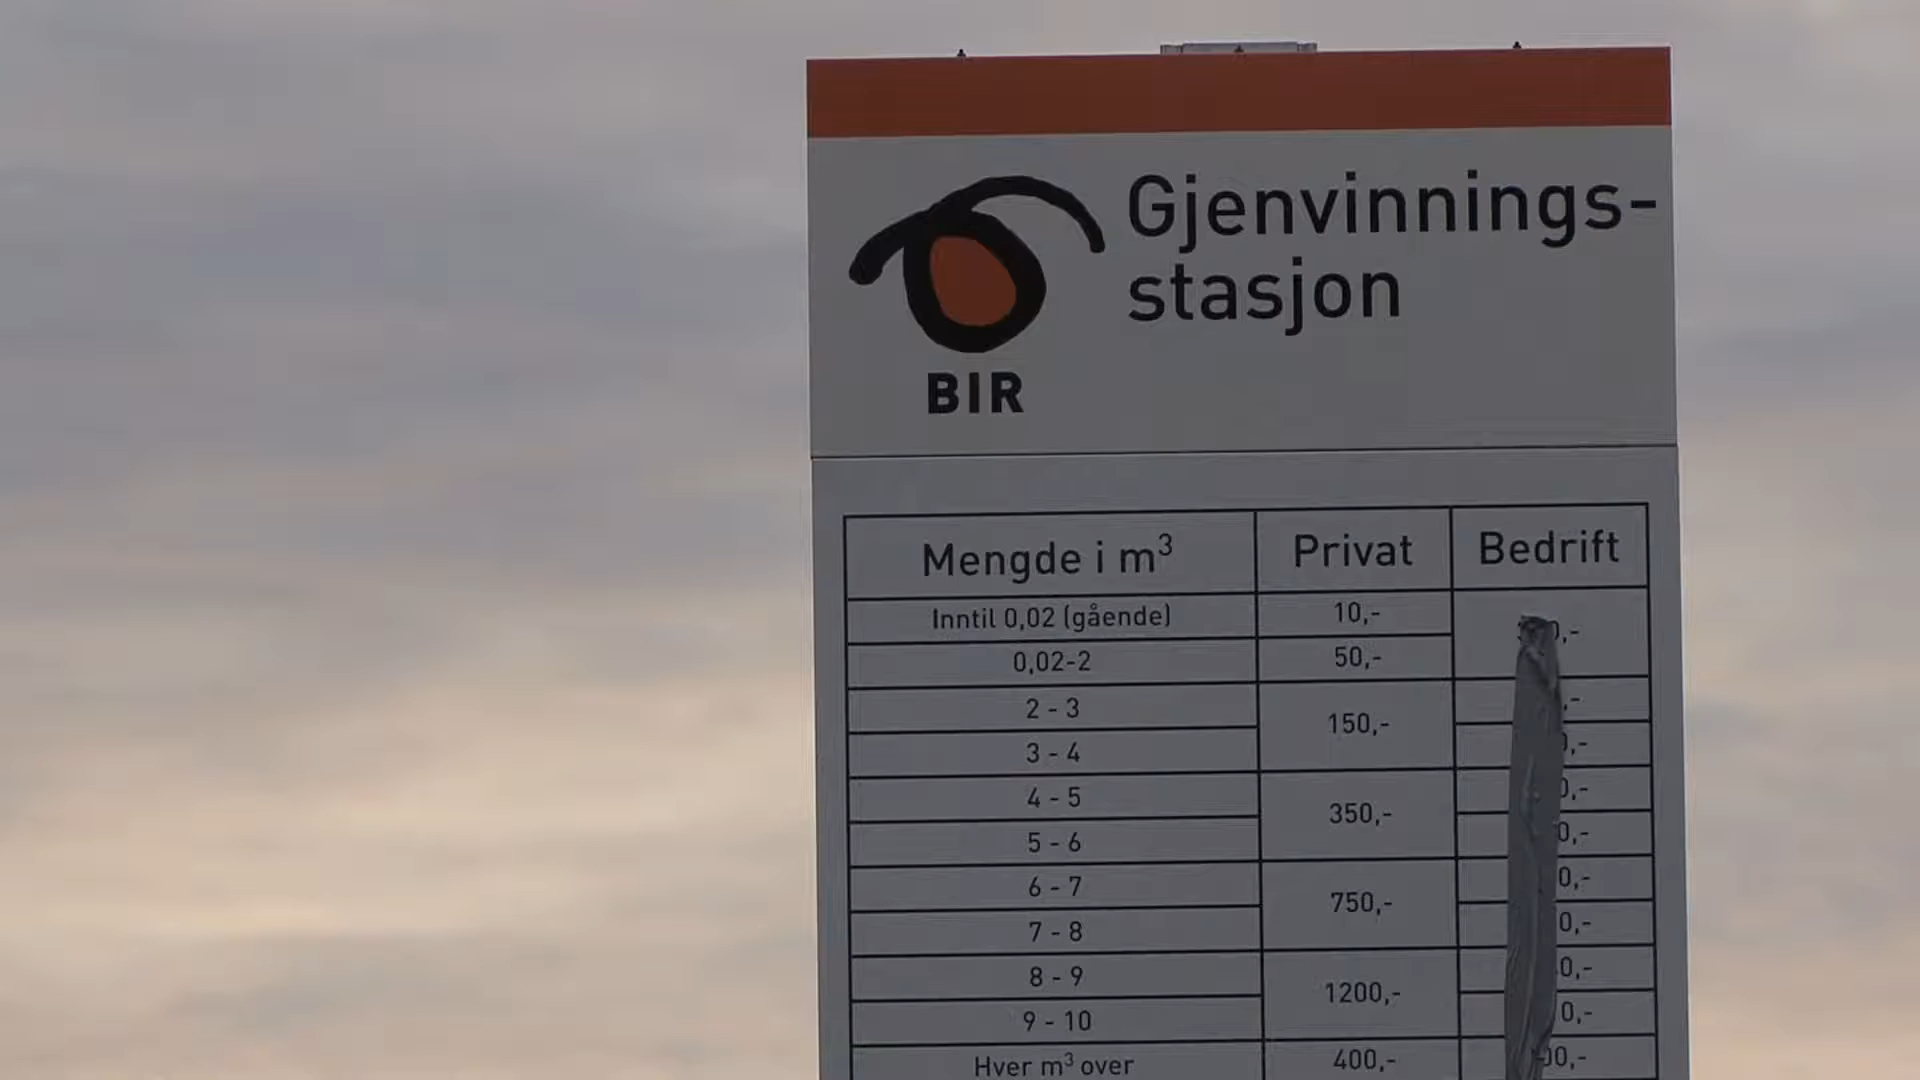 Gjenvinnings-
stasjon
BIR
Mengde i m³ Privat Bedrift
Inntil 0,02 (gående) 10,-
0,02-2 50,-
2 - 3 150,-
3 - 4
4 - 5 350,-
5 - 6
6 - 7 750,-
7 - 8
8 - 9 1200,-
9 - 10
Hver m³ over 400,-